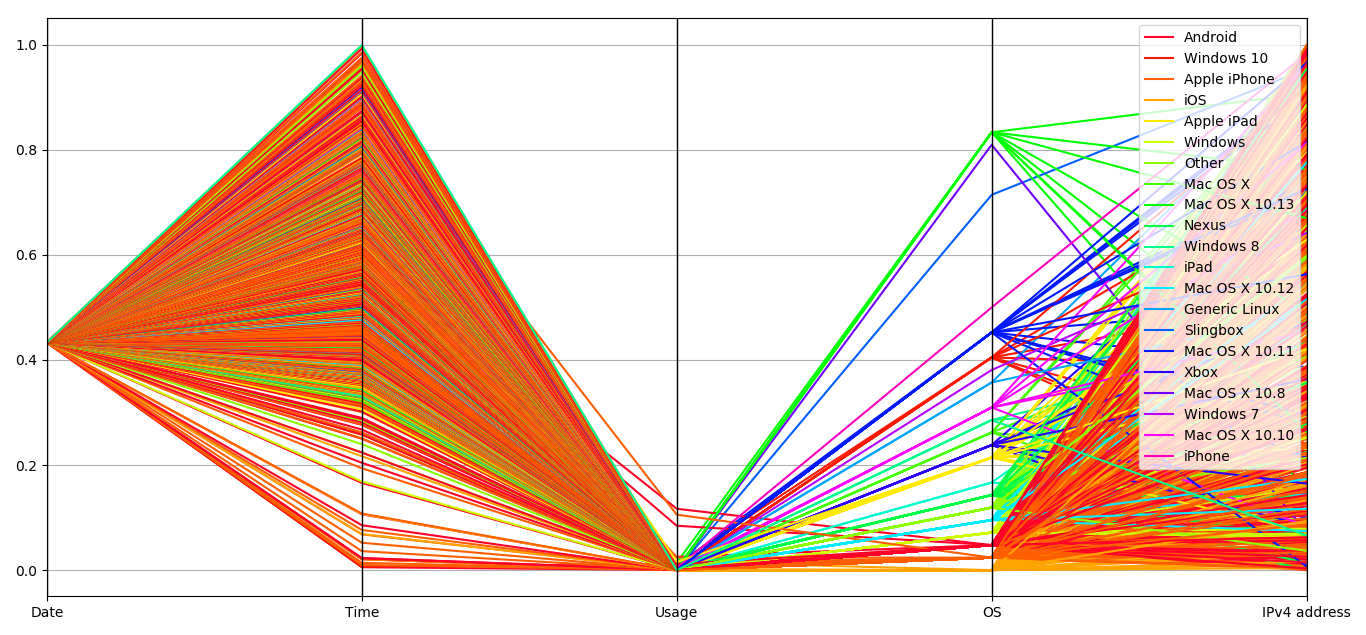 1.0
0.8
0.6
0.4
0.2
0.0
Date
Time
Usage
OS
IPv4 address
Android
Windows 10
Apple iPhone
iOS
Apple iPad
Windows
Other
Mac OS X
Mac OS X 10.13
Nexus
Windows 8
iPad
Mac OS X 10.12
Generic Linux
Slingbox
Mac OS X 10.11
Xbox
Mac OS X 10.8
Windows 7
Mac OS X 10.10
iPhone